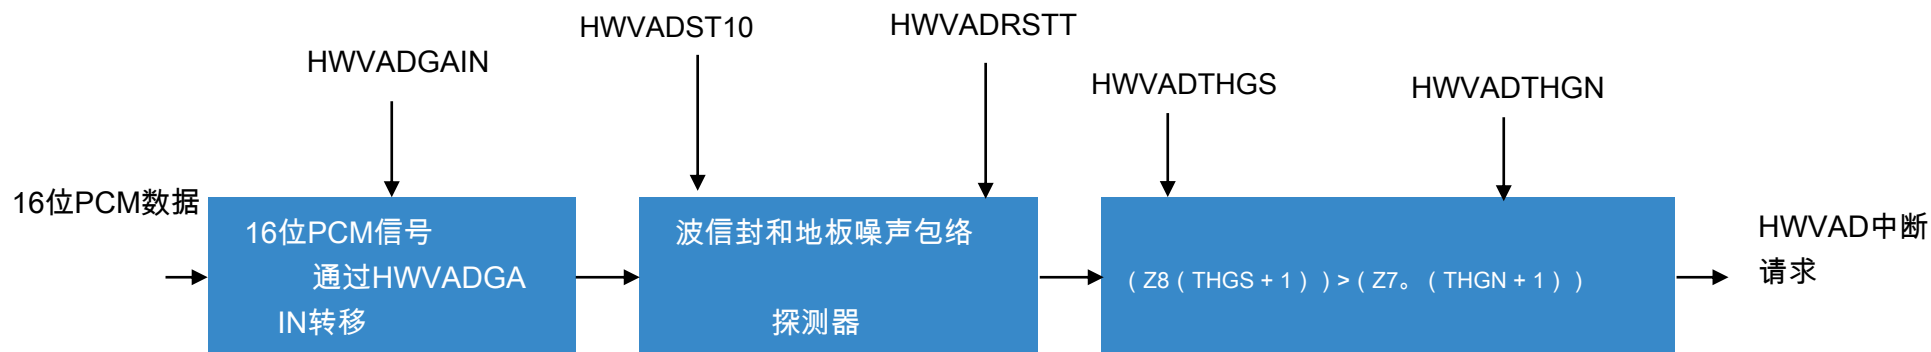 HWVADGAIN
HWVADST10
HWVADRSTT
HWVADTHGS
HWVADTHGN
16位PCM数据
16位PCM信号
通过HWVADGA
IN转移
波信封和地板噪声包络
探测器
(Z8(THGS+1))>(Z7。(THGN+1))
HWVAD中断
请求